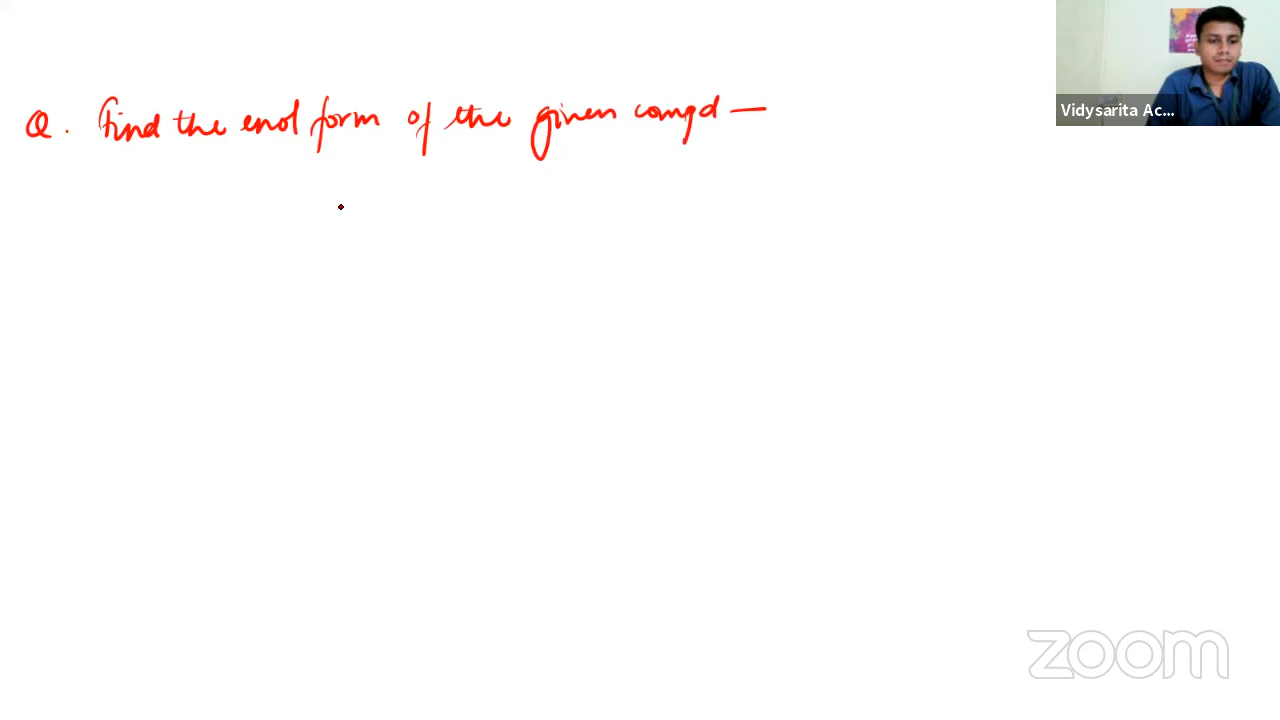 Q. Find the enol form of the given compd —
Vidysarita Ac...
zoom